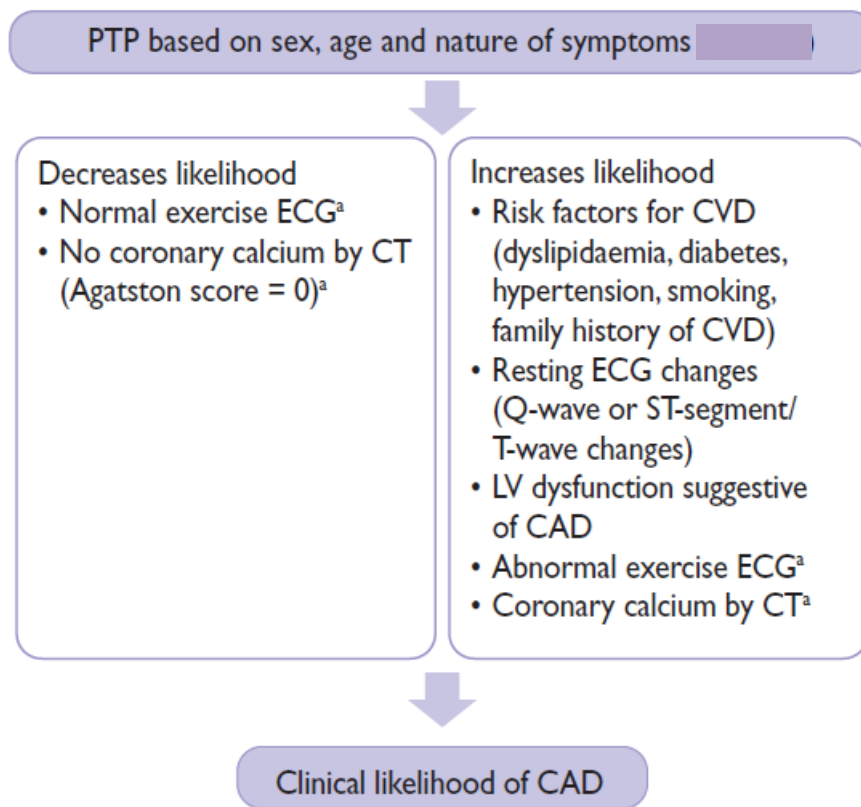 PTP based on sex, age and nature of symptoms )
Decreases likelihood
• Normal exercise ECGᵃ
• No coronary calcium by CT
(Agatston score = 0)ᵃ
Increases likelihood
• Risk factors for CVD
(dyslipidaemia, diabetes,
hypertension, smoking,
family history of CVD)
• Resting ECG changes
(Q-wave or ST-segment/
T-wave changes)
• LV dysfunction suggestive
of CAD
• Abnormal exercise ECGᵃ
• Coronary calcium by CTᵃ
Clinical likelihood of CAD